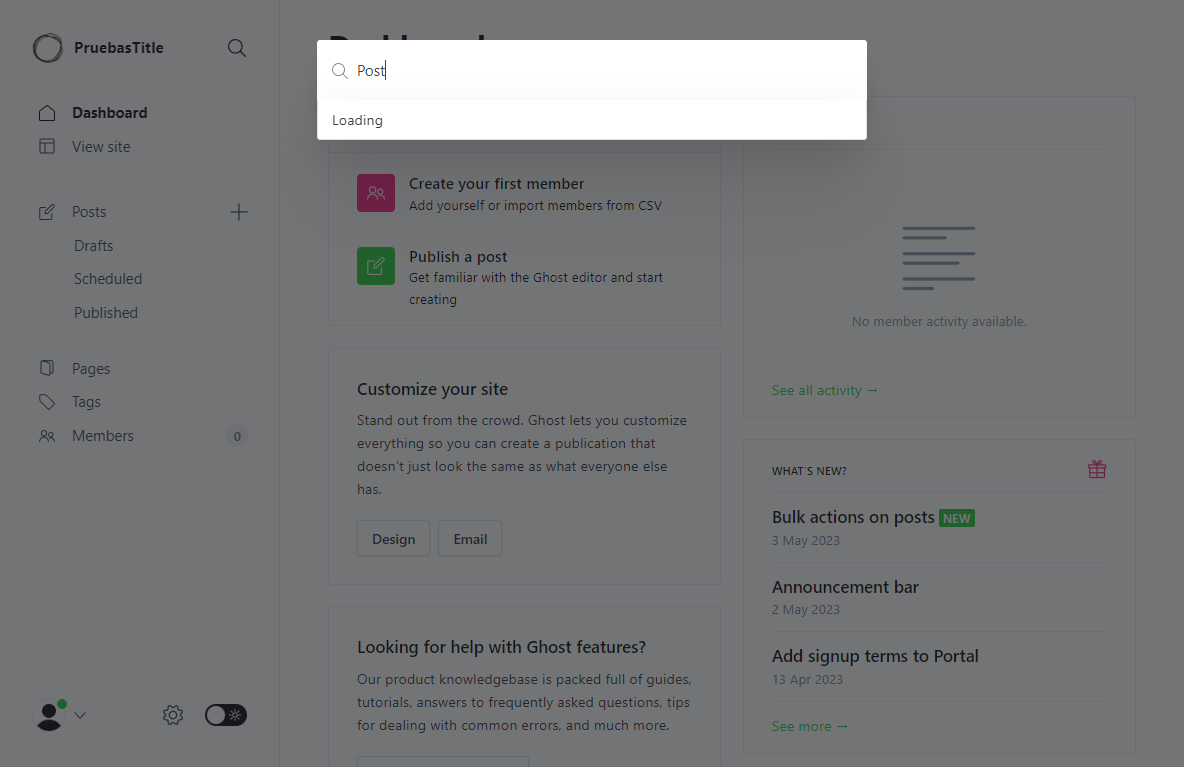 PruebasTitle
Dashboard
View site
Posts
Drafts
Scheduled
Published
Pages
Tags
Members
0
Post
Loading
Create your first member
Add yourself or import members from CSV
Publish a post
Get familiar with the Ghost editor and start
creating
Customize your site
Stand out from the crowd. Ghost lets you customize
everything so you can create a publication that
doesn't just look the same as what everyone else
has.
Design
Email
Looking for help with Ghost features?
Our product knowledgebase is packed full of guides,
tutorials, answers to frequently asked questions, tips
for dealing with common errors, and much more.
No member activity available.
See all activity →
WHAT'S NEW?
Bulk actions on posts NEW
3 May 2023
Announcement bar
2 May 2023
Add signup terms to Portal
13 Apr 2023
See more →